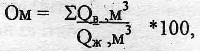 Ом = ΣQв ,м³
Qж ,м³ *100,